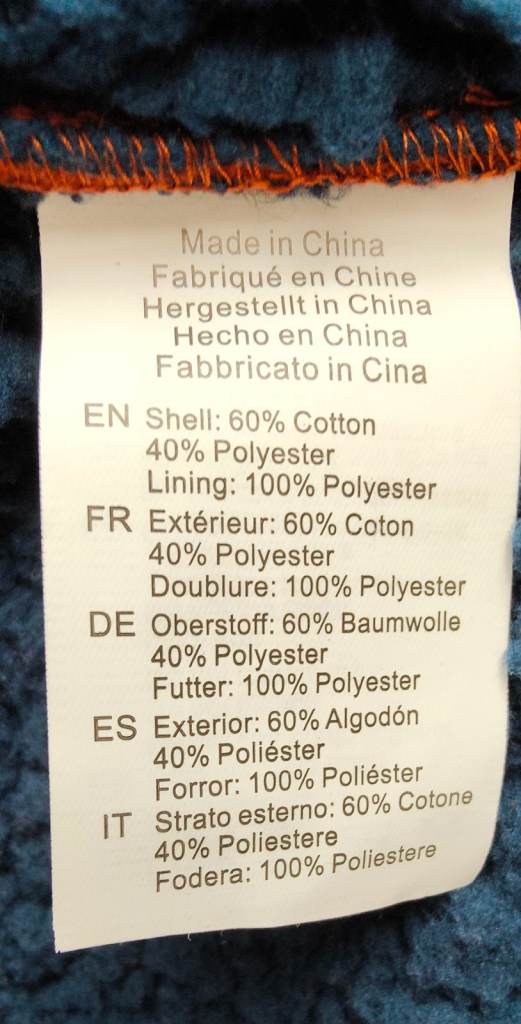 Made in China
Fabriqué en Chine
Hergestellt in China
Hecho en China
Fabbricato in Cina
EN Shell: 60% Cotton
40% Polyester
Lining: 100% Polyester
FR Extérieur: 60% Coton
40% Polyester
Doublure: 100% Polyester
DE Oberstoff: 60% Baumwolle
40% Polyester
Futter: 100% Polyester
ES Exterior: 60% Algodón
40% Poliéster
Forror: 100% Poliéster
IT Strato esterno: 60% Cotone
40% Poliestere
Fodera: 100% Poliestere